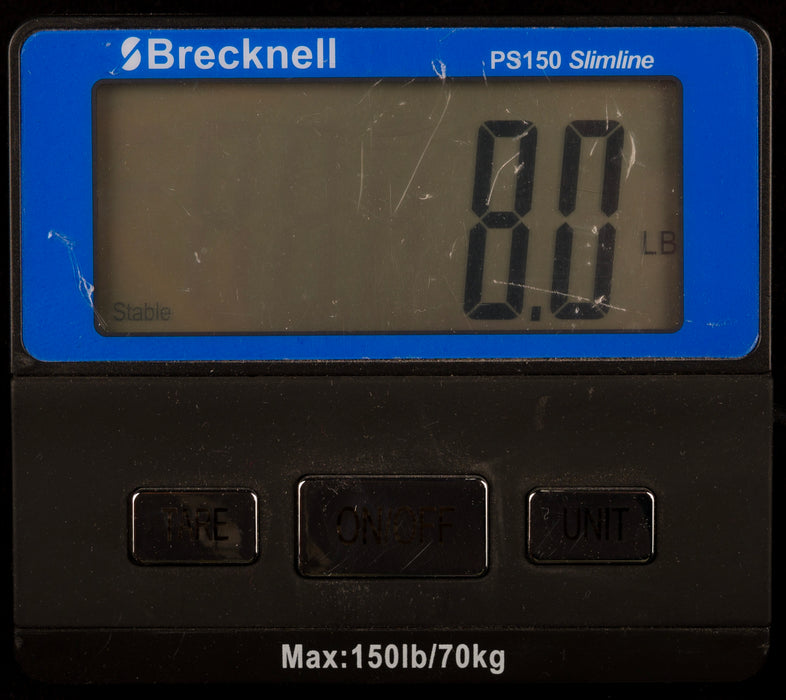 Brecknell PS150 Slimline
8.0 LB
Stable
TARE ON/OFF UNIT
Max:150lb/70kg